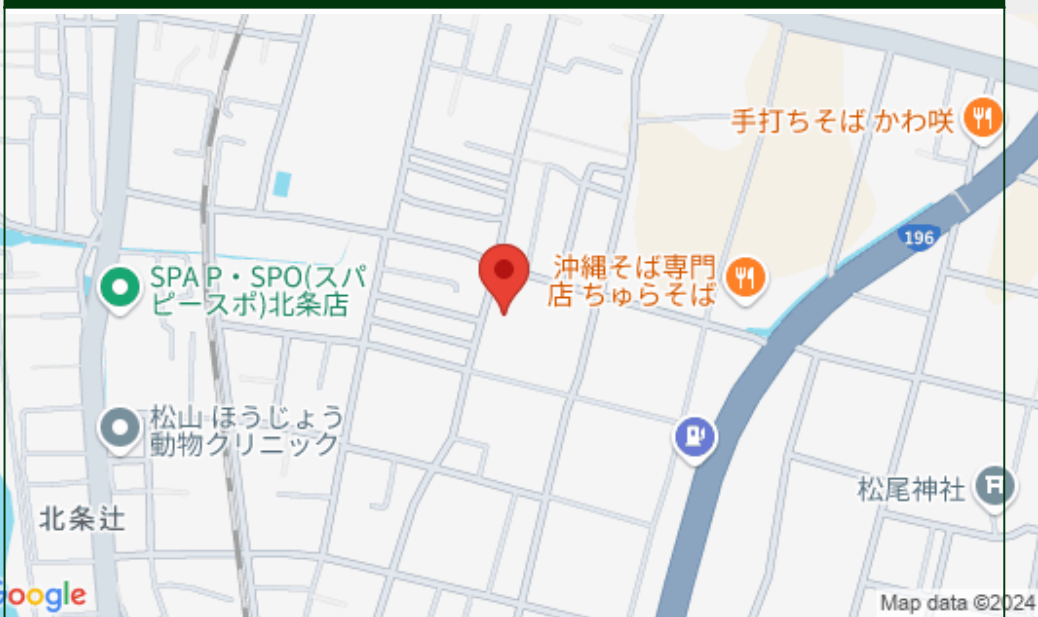 手打ちそば かわ咲
196
沖縄そば専門
店 ちゅらそば
SPA P・SPO(スパ
ピースポ)北条店
松山 ほうじょう
動物クリニック
松尾神社
北条辻
Google
Map data ©2024